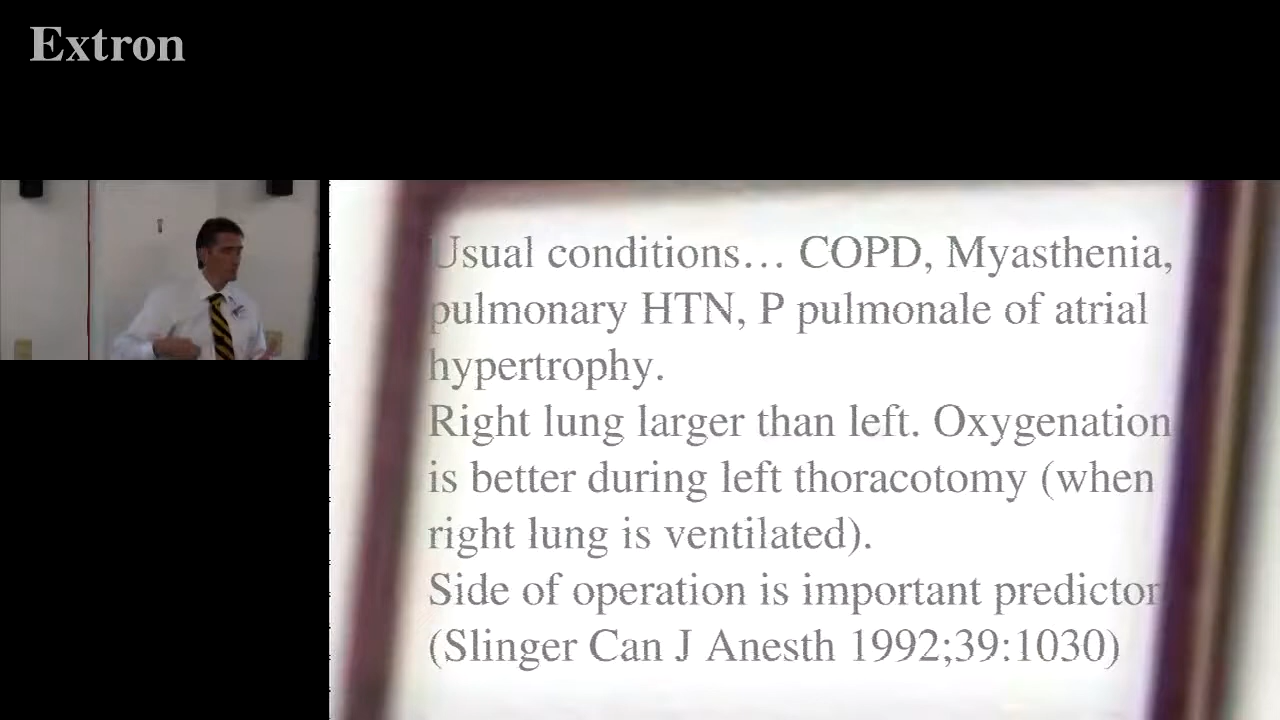 Extron
Usual conditions… COPD, Myasthenia,
pulmonary HTN, P pulmonale of atrial
hypertrophy.
Right lung larger than left. Oxygenation
is better during left thoracotomy (when
right lung is ventilated).
Side of operation is important predictor
(Slinger Can J Anesth 1992;39:1030)